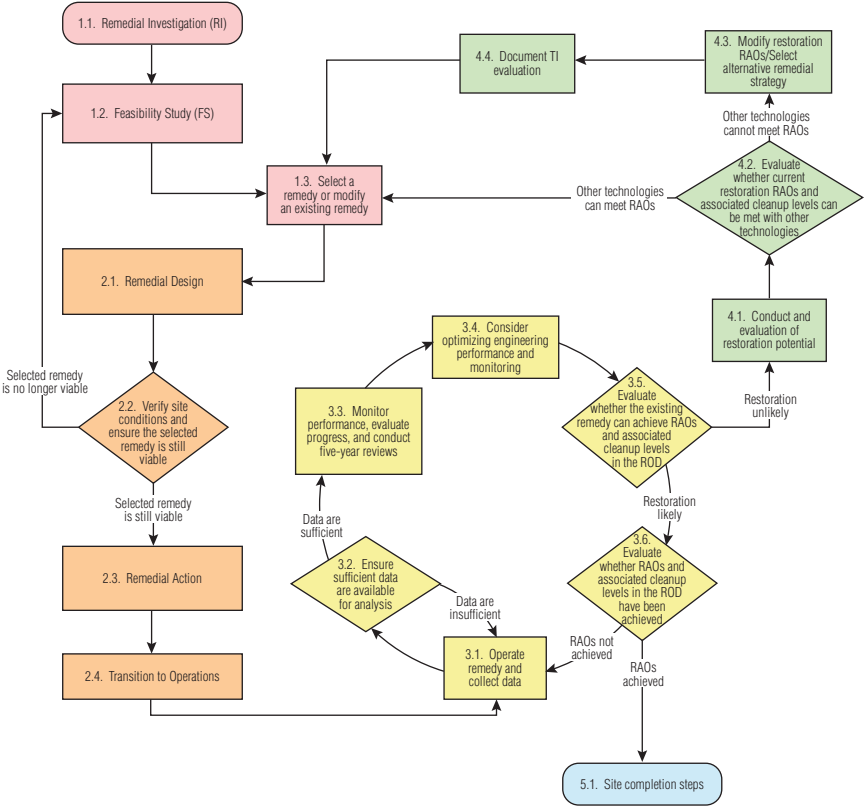 1.1. Remedial Investigation (RI)
1.2. Feasibility Study (FS)
1.3. Select a
remedy or modify
an existing remedy
4.4. Document TI
evaluation
4.3. Modify restoration
RAOs/Select
alternative remedial
strategy
Other technologies
cannot meet RAOs
4.2. Evaluate
whether current
restoration RAOs and
associated cleanup levels can
be met with other
technologies
Other technologies
can meet RAOs
4.1. Conduct and
evaluation of
restoration potential
Restoration
unlikely
2.1. Remedial Design
Selected remedy
is no longer viable
2.2. Verify site
conditions and
ensure the selected
remedy is still
viable
Selected remedy
is still viable
2.3. Remedial Action
2.4. Transition to Operations
3.4. Consider
optimizing engineering
performance and
monitoring
3.3. Monitor
performance, evaluate
progress, and conduct
five-year reviews
3.5.
Evaluate
whether the existing
remedy can achieve RAOs
and associated
cleanup levels
in the ROD
Restoration
likely
Data are
sufficient
3.2. Ensure
sufficient data
are available
for analysis
Data are
insufficient
3.1. Operate
remedy and
collect data
3.6.
Evaluate
whether RAOs and
associated cleanup
levels in the ROD
have been
achieved
RAOs not
achieved
RAOs
achieved
5.1. Site completion steps